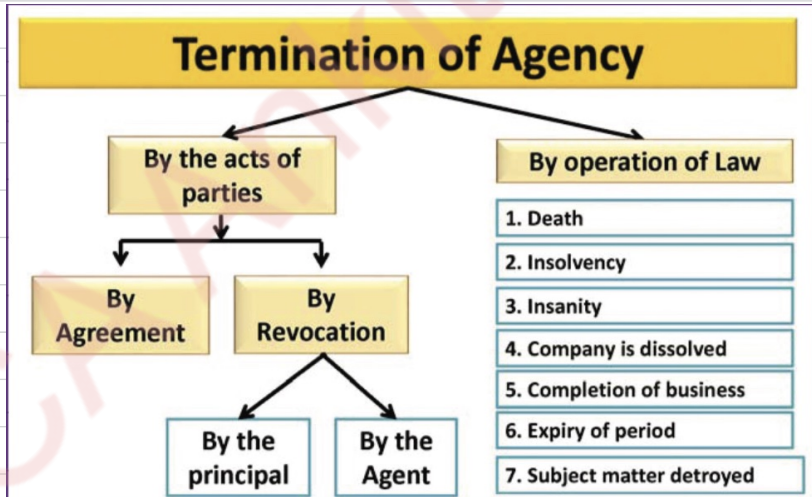 Termination of Agency
By the acts of
parties
By operation of Law
By
Agreement
By
Revocation
By the
principal
By the
Agent
1. Death
2. Insolvency
3. Insanity
4. Company is dissolved
5. Completion of business
6. Expiry of period
7. Subject matter detroyed